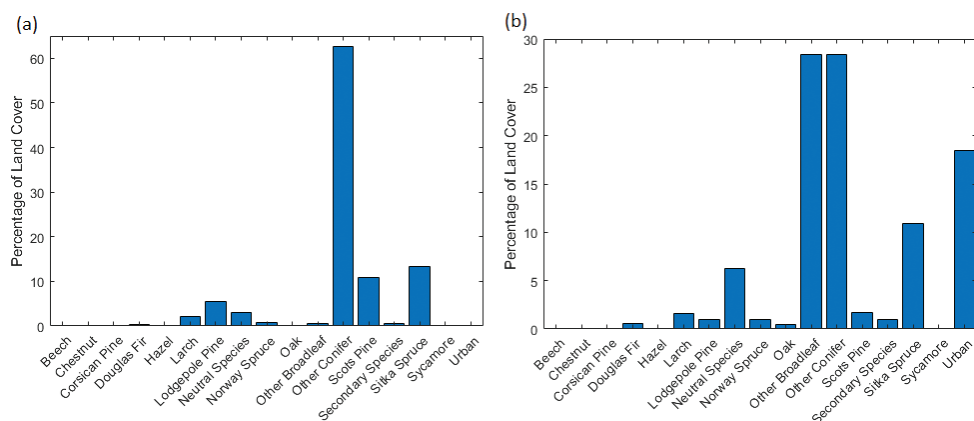 (a)
Percentage of Land Cover
60
50
40
30
20
10
0
Beech
Chestnut
Corsican Pine
Douglas Fir
Hazel
Larch
Lodgepole Pine
Neutral Species
Norway Spruce
Oak
Other Broadleaf
Other Conifer
Scots Pine
Secondary Species
Sitka Spruce
Sycamore
Urban
(b)
Percentage of Land Cover
30
25
20
15
10
5
0
Beech
Chestnut
Corsican Pine
Douglas Fir
Hazel
Larch
Lodgepole Pine
Neutral Species
Norway Spruce
Oak
Other Broadleaf
Other Conifer
Scots Pine
Secondary Species
Sitka Spruce
Sycamore
Urban